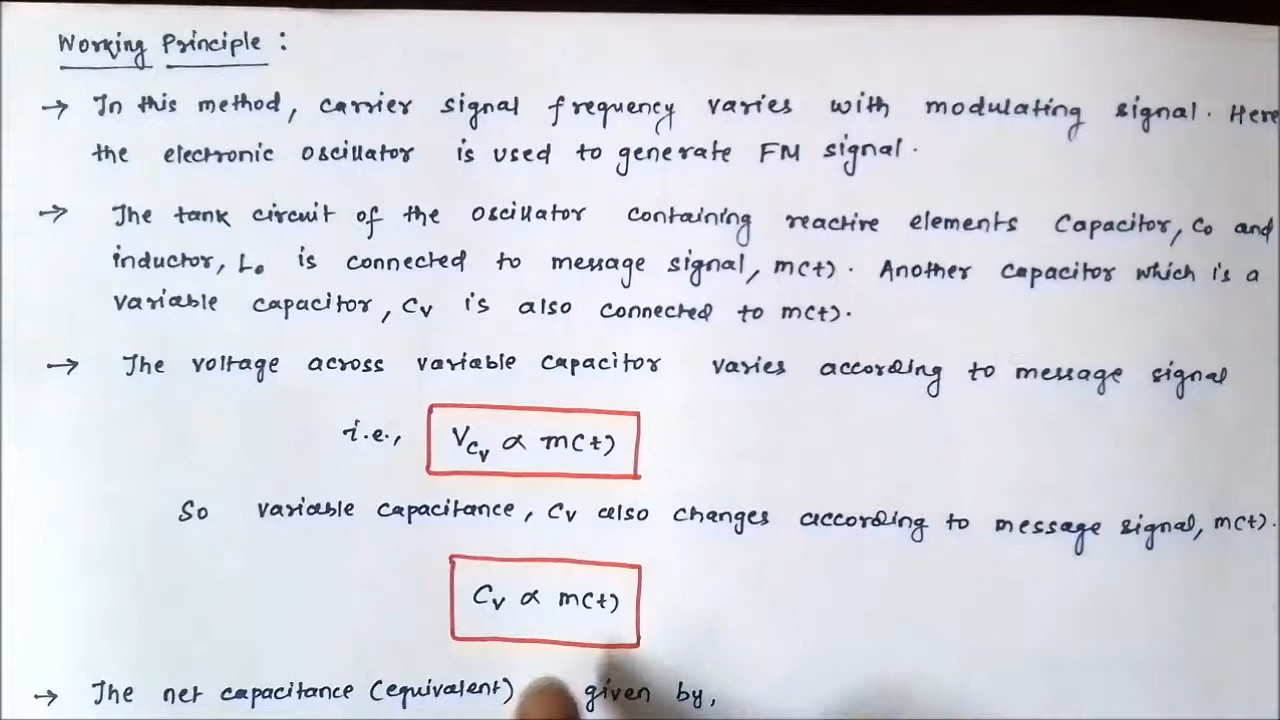 Working Principle :
→ In this method, carrier signal frequency varies with modulating signal. Here
the electronic oscillator is used to generate FM signal.
→ The tank circuit of the oscillator containing reactive elements Capacitor, Co and
inductor, Lo is connected to message signal, m(t). Another capacitor which is a
variable capacitor, Cv is also connected to m(t).
→ The voltage across variable capacitor varies according to message signal
i.e., V_Cv ∝ m(t)
So variable capacitance, Cv also changes according to message signal, m(t).
Cv ∝ m(t)
→ The net capacitance (equivalent) given by,